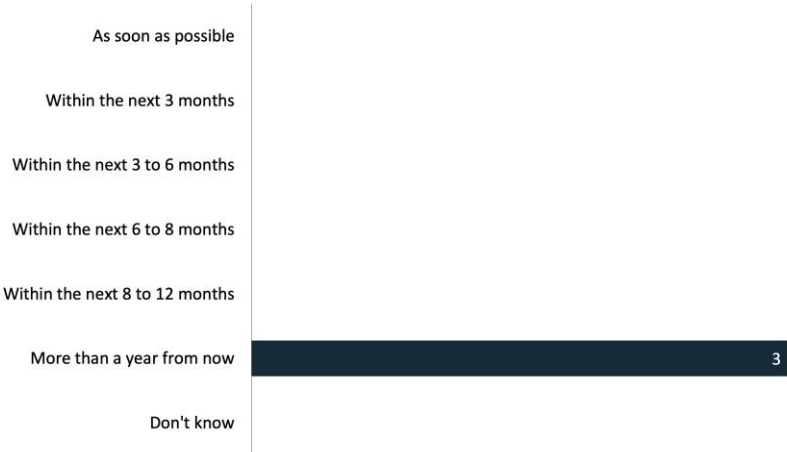 As soon as possible
Within the next 3 months
Within the next 3 to 6 months
Within the next 6 to 8 months
Within the next 8 to 12 months
More than a year from now 3
Don't know